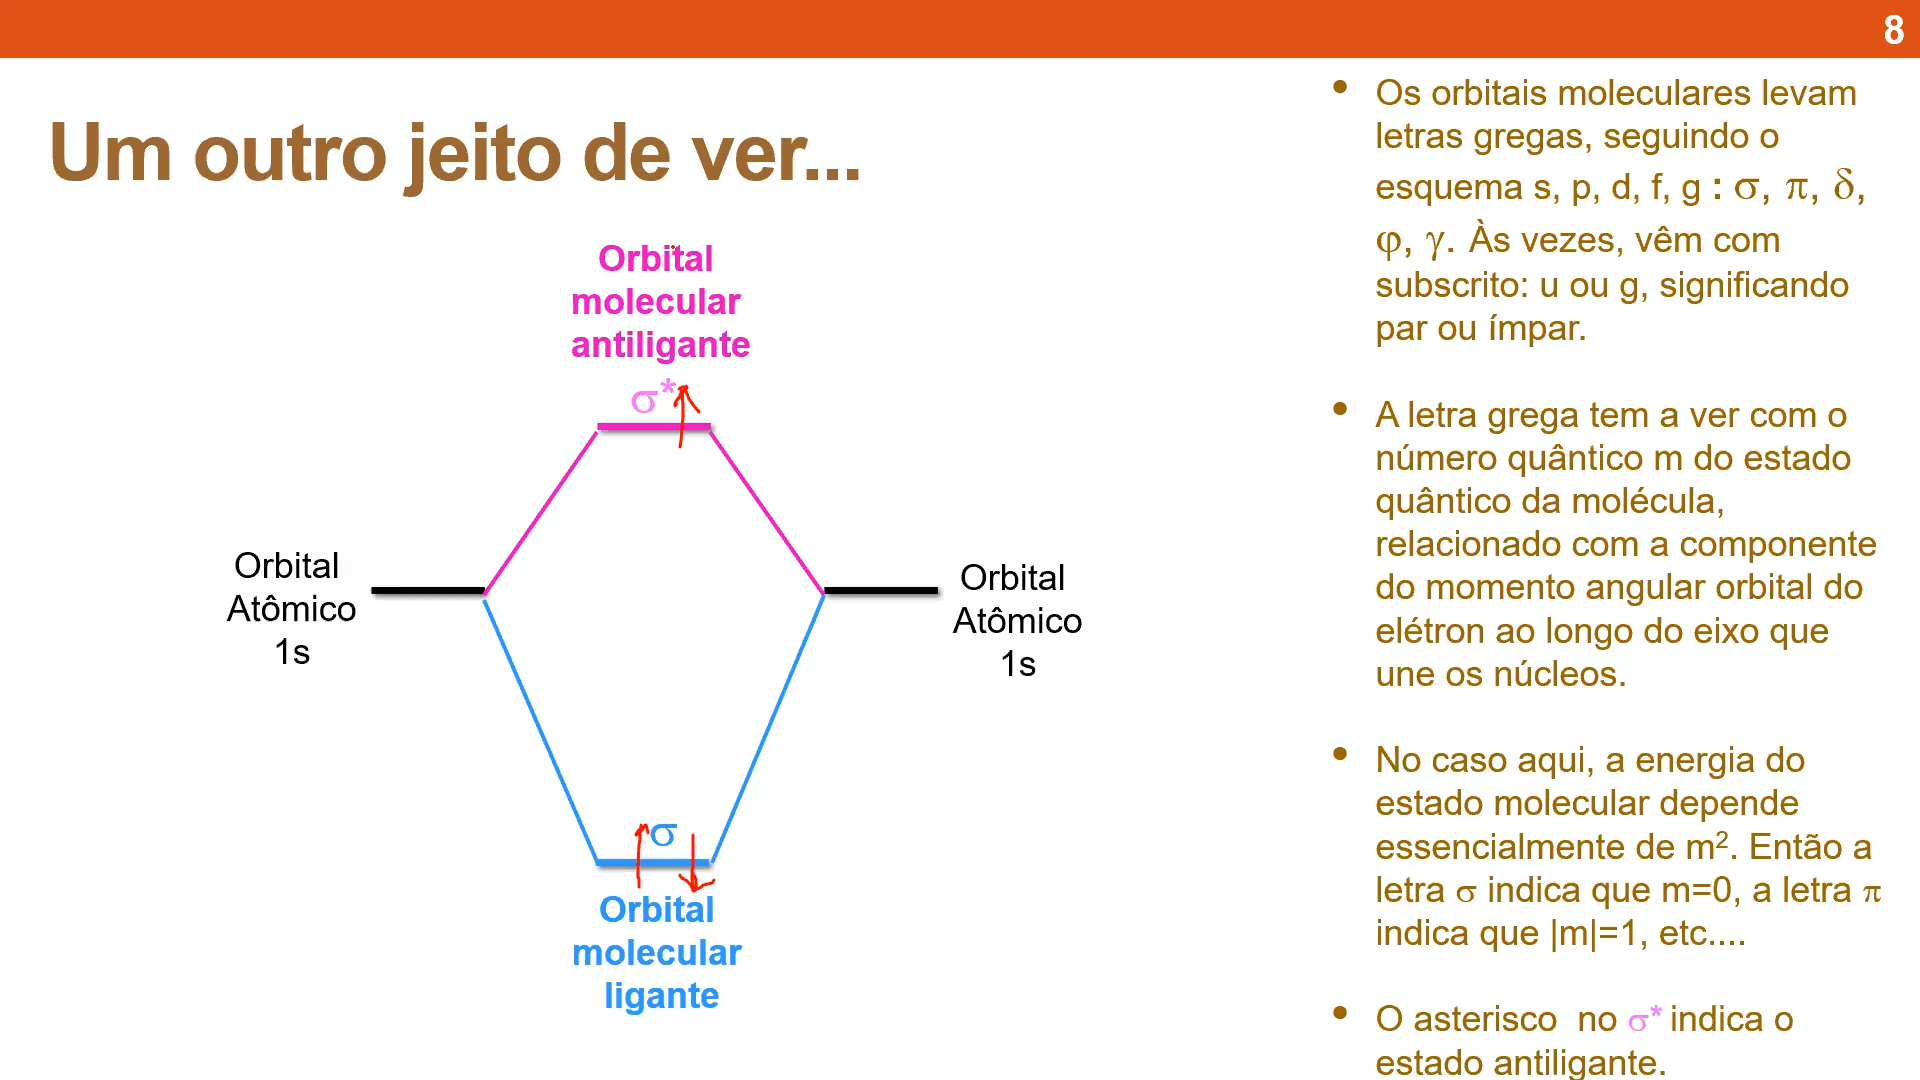 8
Um outro jeito de ver...
Orbital
molecular
antiligante
σ*
Orbital
Atômico
1s
Orbital
Atômico
1s
σ
Orbital
molecular
ligante
• Os orbitais moleculares levam
letras gregas, seguindo o
esquema s, p, d, f, g : σ, π, δ,
φ, γ. Às vezes, vêm com
subscrito: u ou g, significando
par ou ímpar.
• A letra grega tem a ver com o
número quântico m do estado
quântico da molécula,
relacionado com a componente
do momento angular orbital do
elétron ao longo do eixo que
une os núcleos.
• No caso aqui, a energia do
estado molecular depende
essencialmente de m². Então a
letra σ indica que m=0, a letra π
indica que |m|=1, etc....
• O asterisco no σ* indica o
estado antiligante.